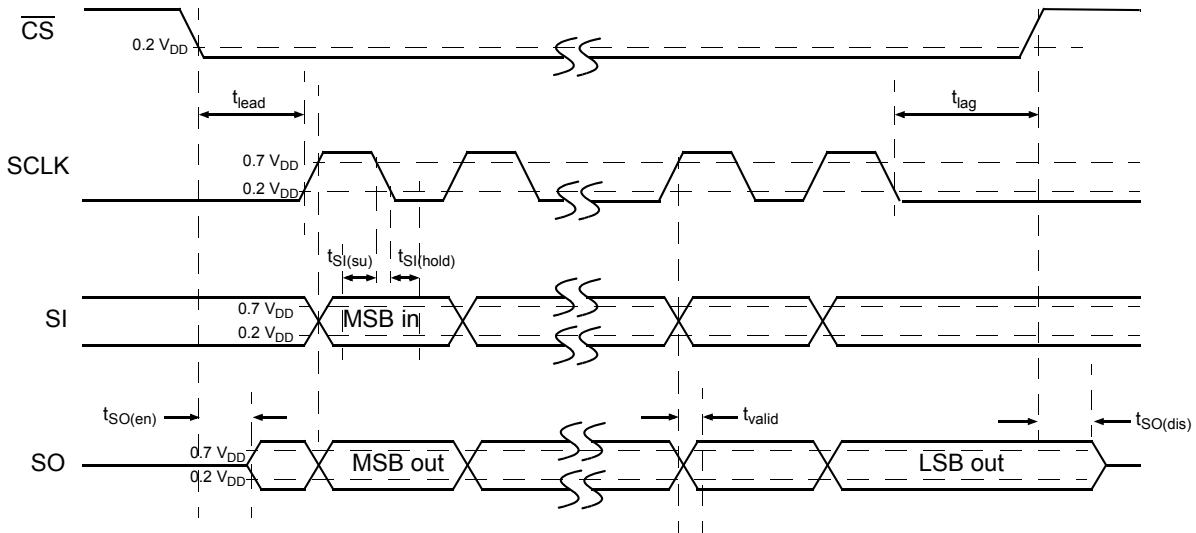 CS
0.2 VDD
tlead
tlag
SCLK
0.7 VDD
0.2 VDD
tSI(su)
tSI(hold)
SI
0.7 VDD
0.2 VDD
MSB in
tSO(en)
tvalid
tSO(dis)
SO
0.7 VDD
0.2 VDD
MSB out
LSB out